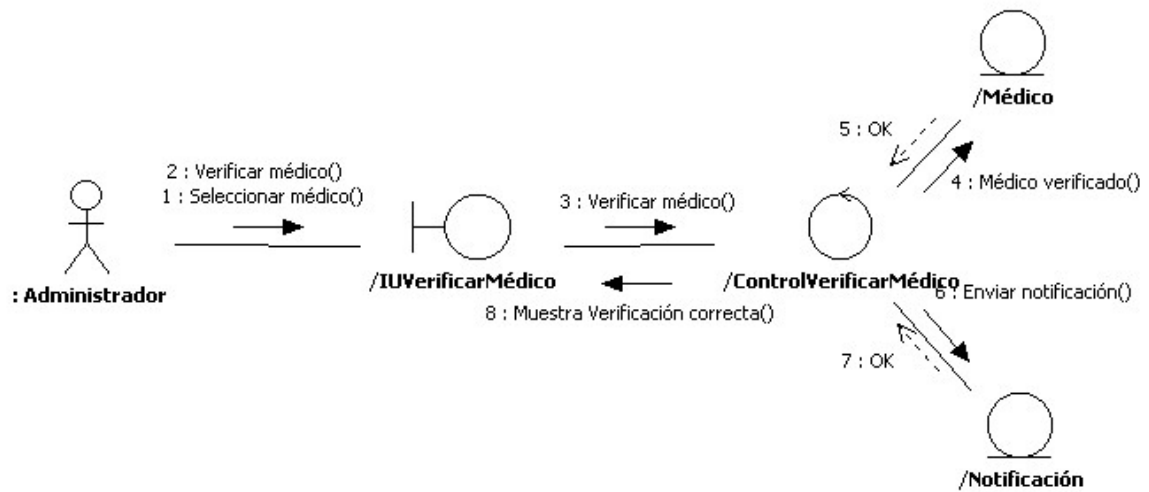 /Médico
5 : OK
2 : Verificar médico()
1 : Seleccionar médico()
3 : Verificar médico()
4 : Médico verificado()
: Administrador
/IUVerificarMédico
/ControlVerificarMédico
6 : Enviar notificación()
8 : Muestra Verificación correcta()
7 : OK
/Notificación